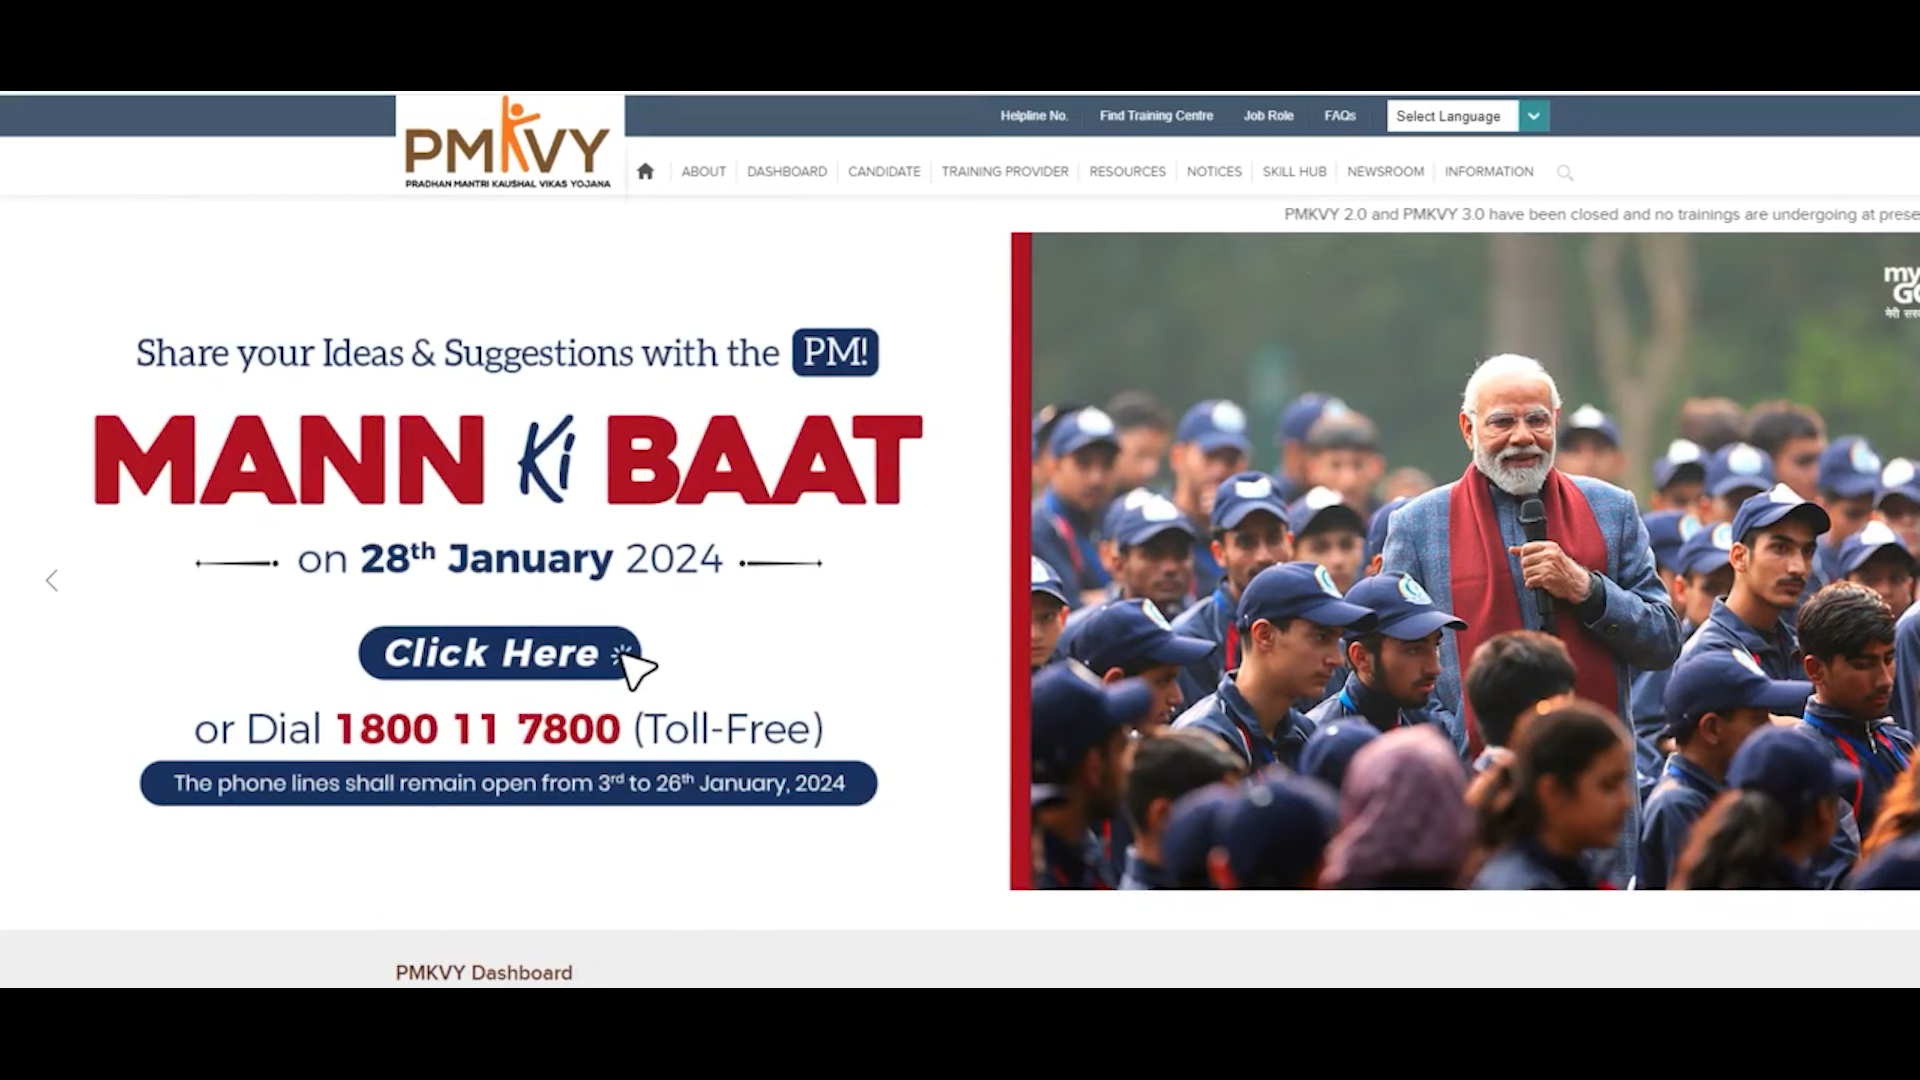 PMKVY
PRADHAN MANTRI KAUSHAL VIKAS YOJANA
Helpline No. Find Training Centre Job Role FAQs Select Language
ABOUT DASHBOARD CANDIDATE TRAINING PROVIDER RESOURCES NOTICES SKILL HUB NEWSROOM INFORMATION
PMKVY 2.0 and PMKVY 3.0 have been closed and no trainings are undergoing at prese
my
GO
मेरी सर
Share your Ideas & Suggestions with the PM!
MANN Ki BAAT
on 28th January 2024
Click Here
or Dial 1800 11 7800 (Toll-Free)
The phone lines shall remain open from 3rd to 26th January, 2024
PMKVY Dashboard